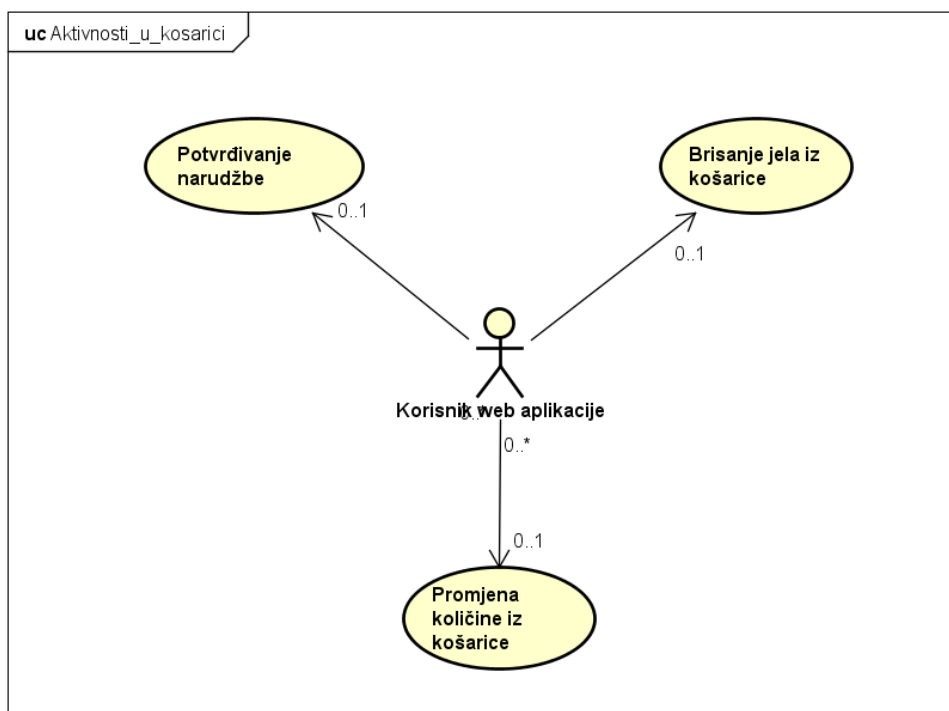 uc Aktivnosti_u_kosarici
Potvrđivanje
narudžbe
Brisanje jela iz
košarice
0..1
0..1
Korisnik web aplikacije
0..*
0..*
0..1
Promjena
količine iz
košarice